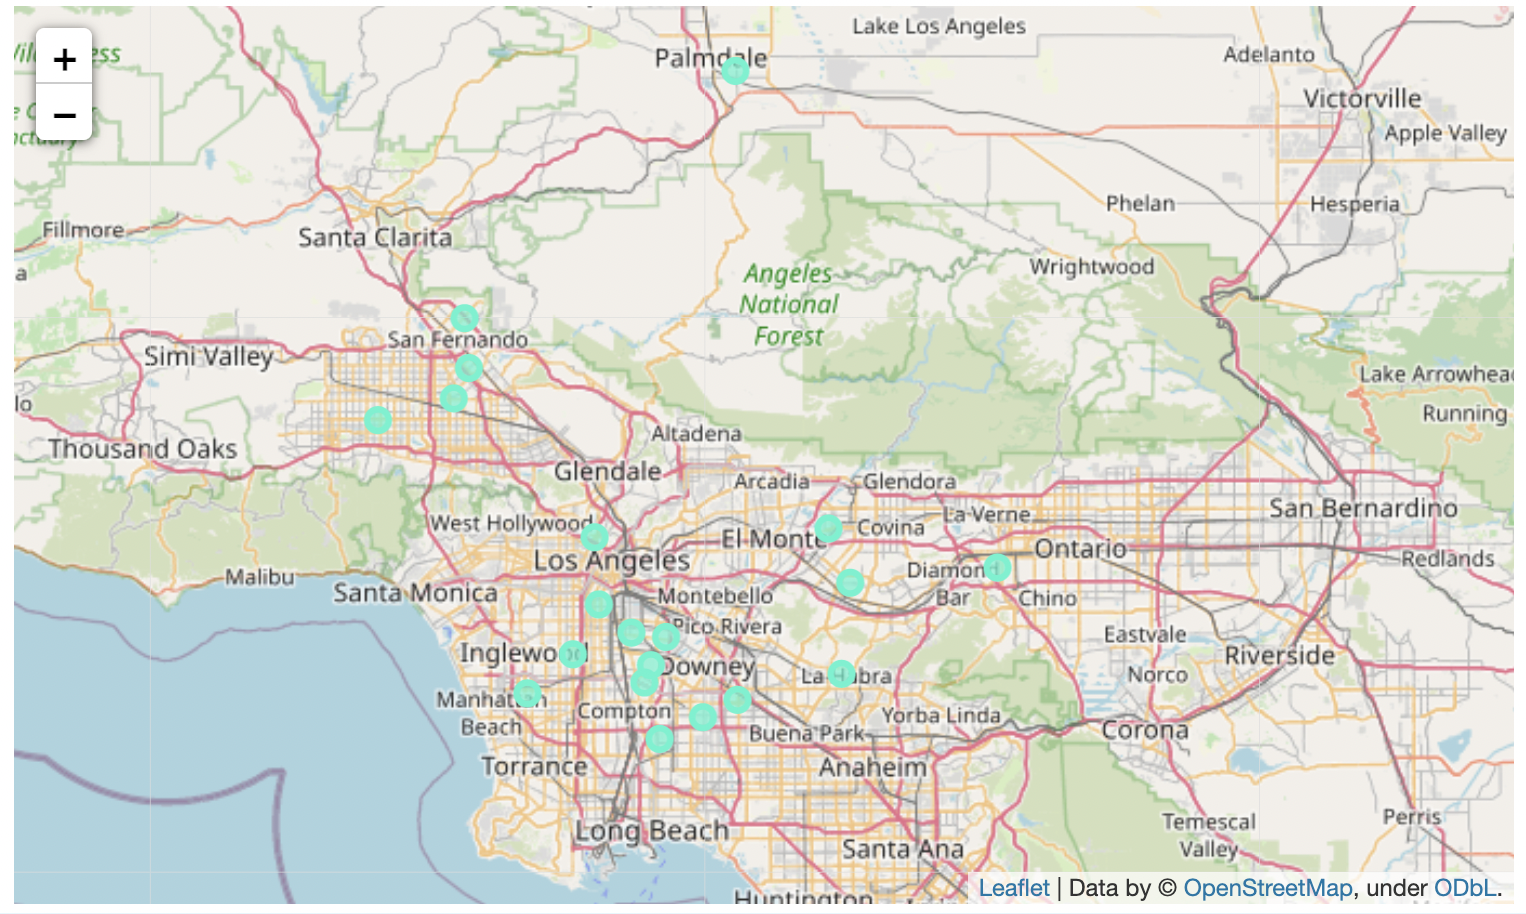 +
−
Palmdale
Lake Los Angeles
Adelanto
Victorville
Apple Valley
Phelan
Hesperia
Fillmore
Santa Clarita
Wrightwood
Angeles
National
Forest
San Fernando
Simi Valley
Lake Arrowhea
Running
lo
a
Thousand Oaks
Altadena
Glendale
Arcadia
Glendora
San Bernardino
La Verne
West Hollywood
Covina
El Monte
Los Angeles
Ontario
Redlands
Malibu
Santa Monica
Diamond
Bar
Montebello
Chino
Pico Rivera
Eastvale
Inglewood
Downey
Riverside
La Habra
Norco
Manhattan
Beach
Compton
Yorba Linda
Buena Park
Corona
Torrance
Anaheim
Long Beach
Temescal
Valley
Perris
Santa Ana
Huntington
Leaflet | Data by © OpenStreetMap, under ODbL.